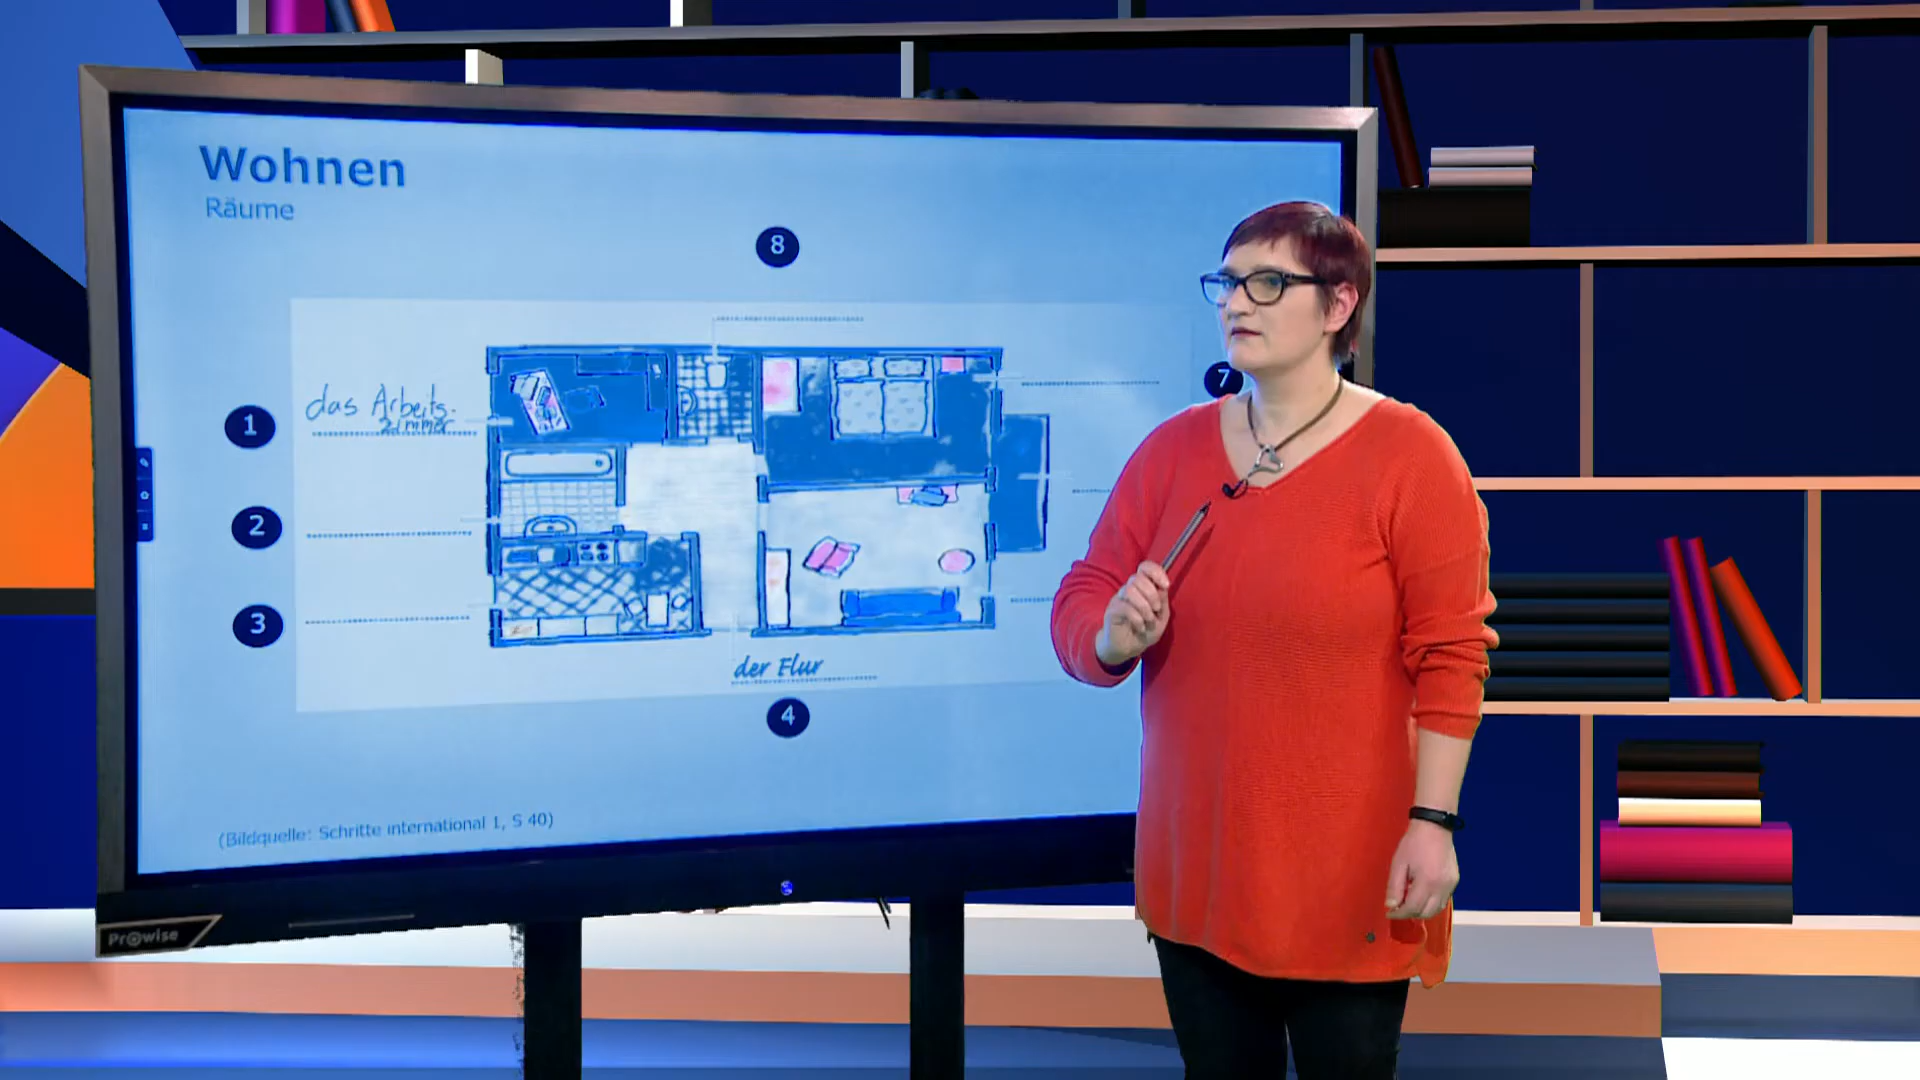 Wohnen
Räume
8
das Arbeits-
zimmer
1
7
2
3
der Flur
4
(Bildquelle: Schritte international 1, S 40)
Prowise